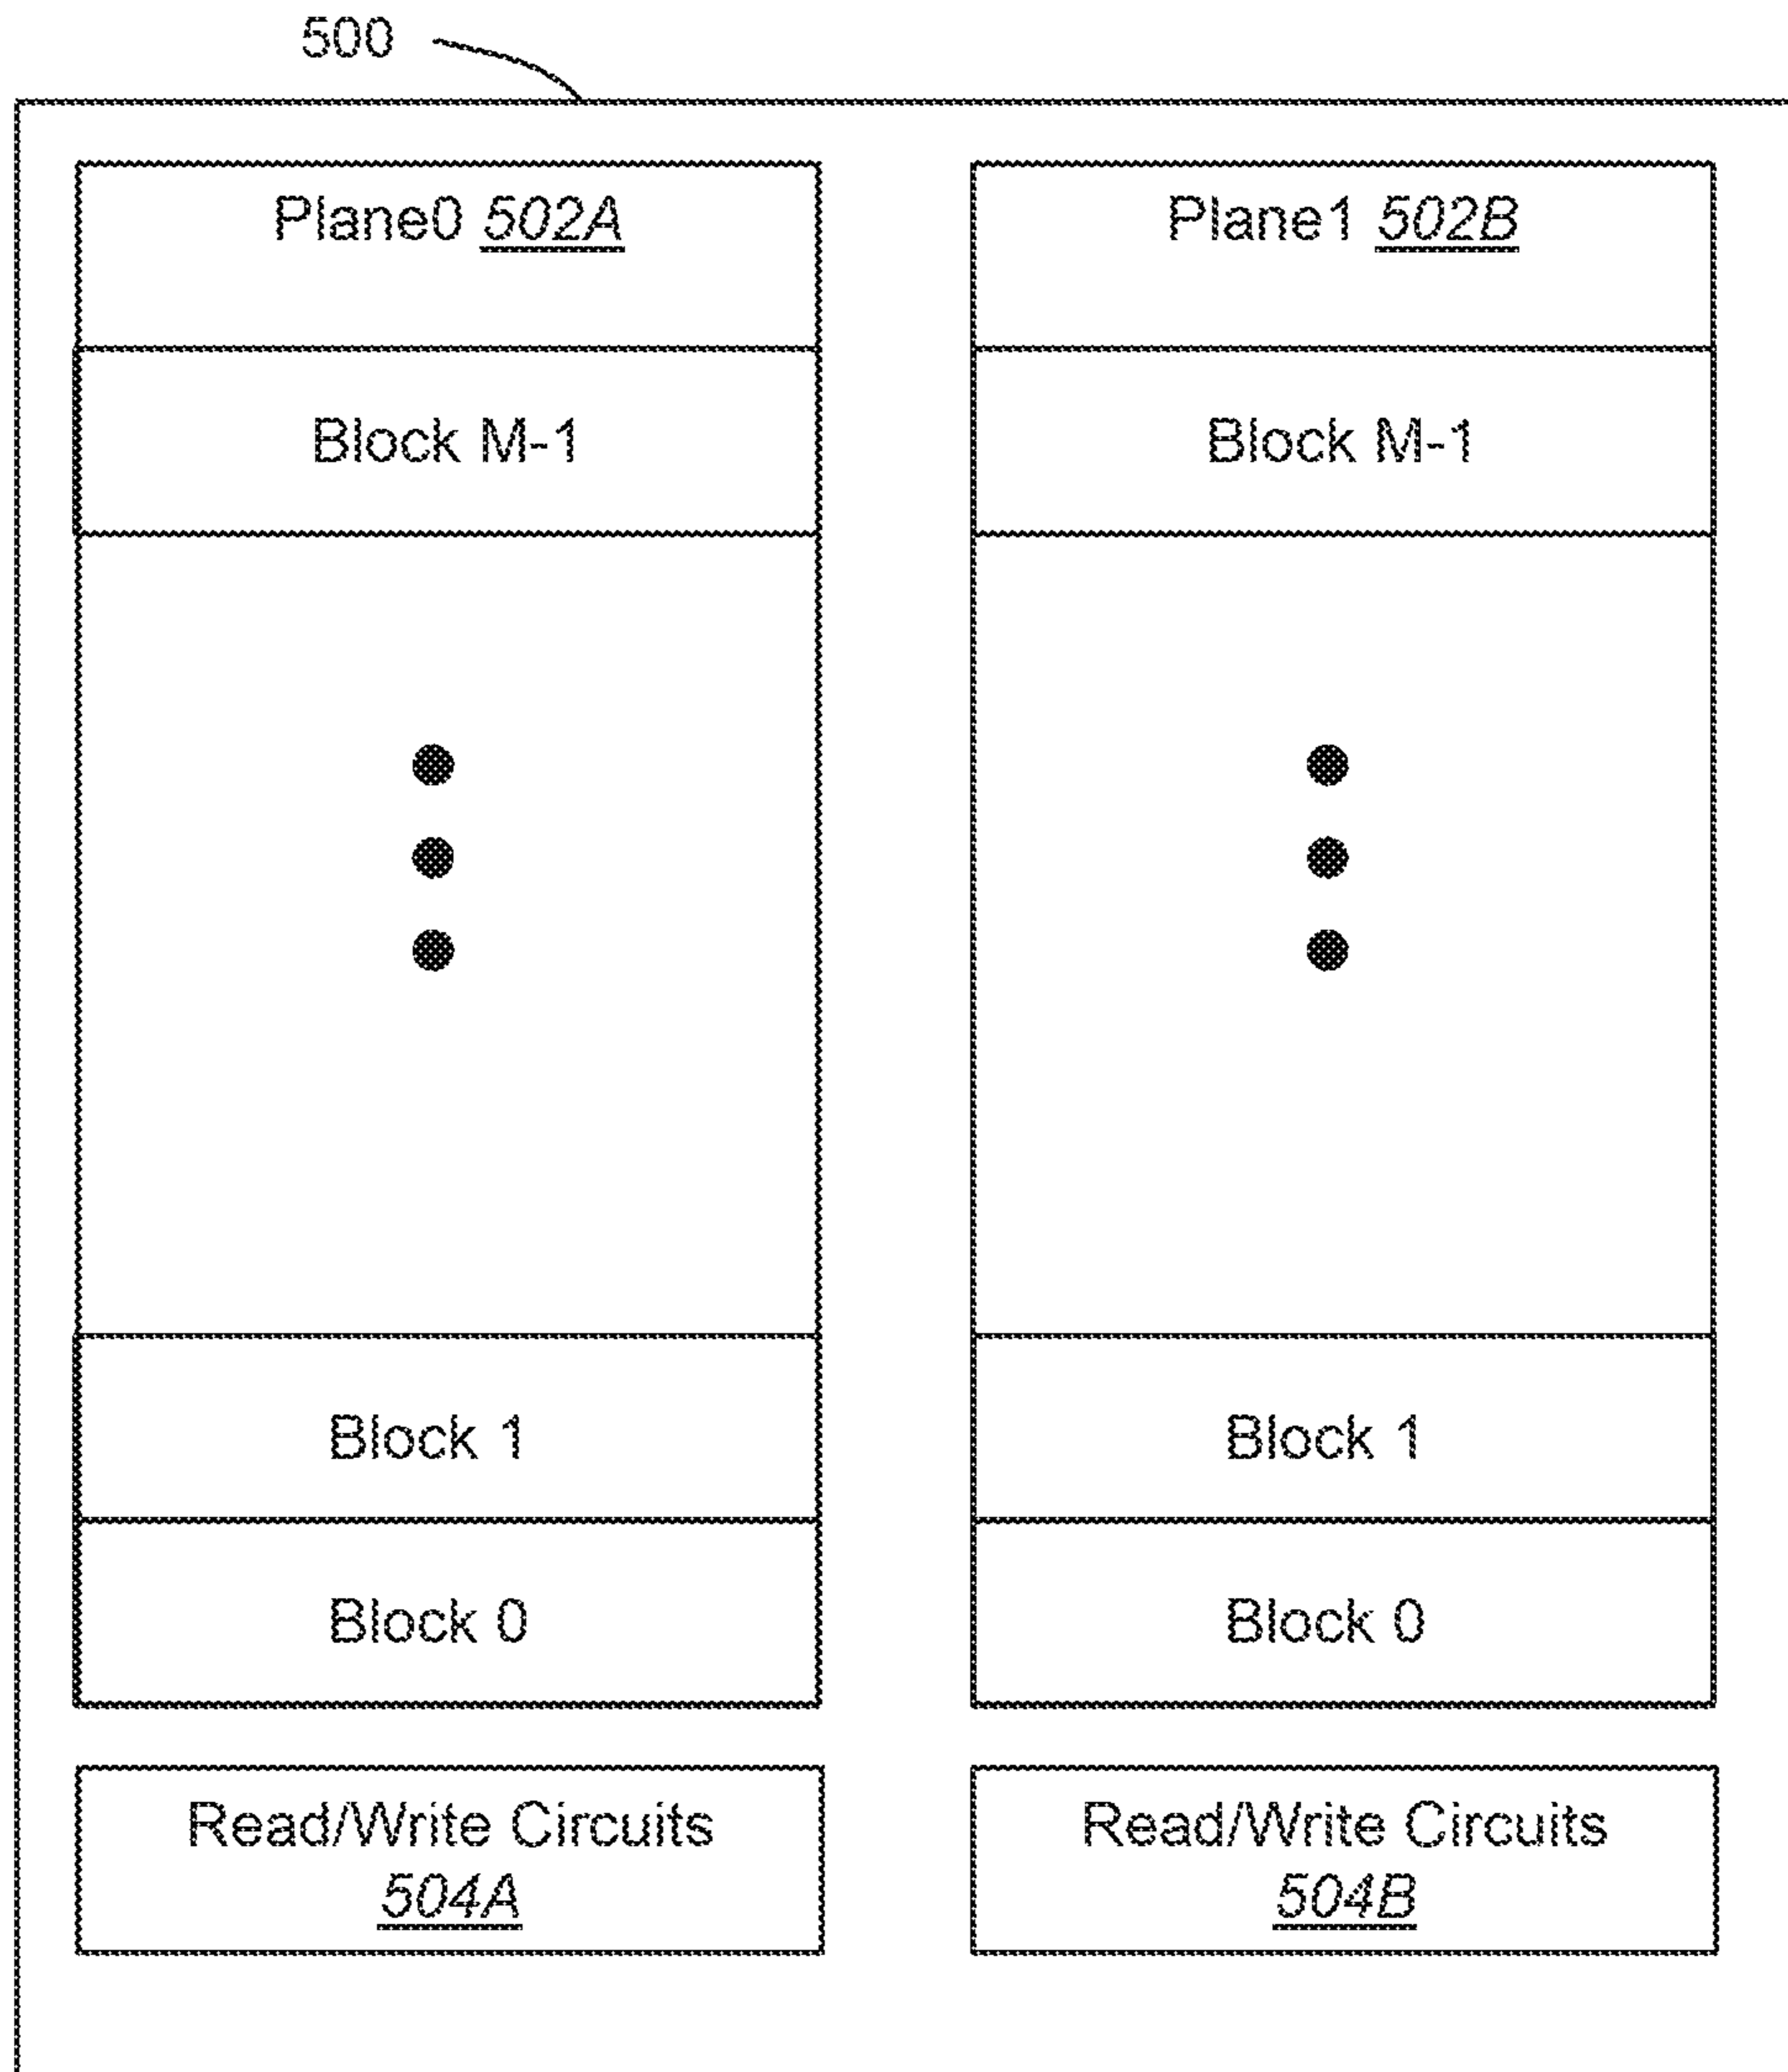 500
Plane0 502A
Block M-1
Block 1
Block 0
Read/Write Circuits
504A
Plane1 502B
Block M-1
Block 1
Block 0
Read/Write Circuits
504B